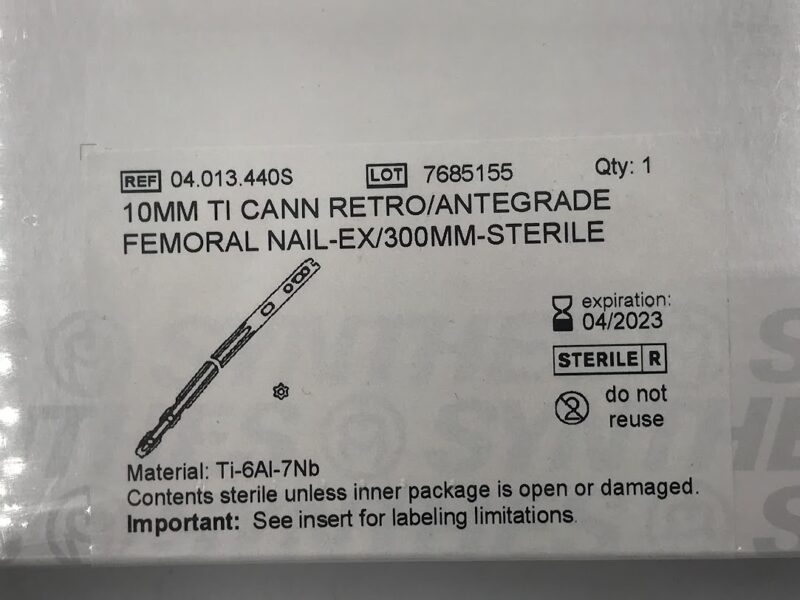 REF 04.013.440S LOT 7685155 Qty: 1
10MM TI CANN RETRO/ANTEGRADE
FEMORAL NAIL-EX/300MM-STERILE
expiration:
04/2023
STERILE R
2 do not
reuse
Material: Ti-6Al-7Nb
Contents sterile unless inner package is open or damaged.
Important: See insert for labeling limitations.